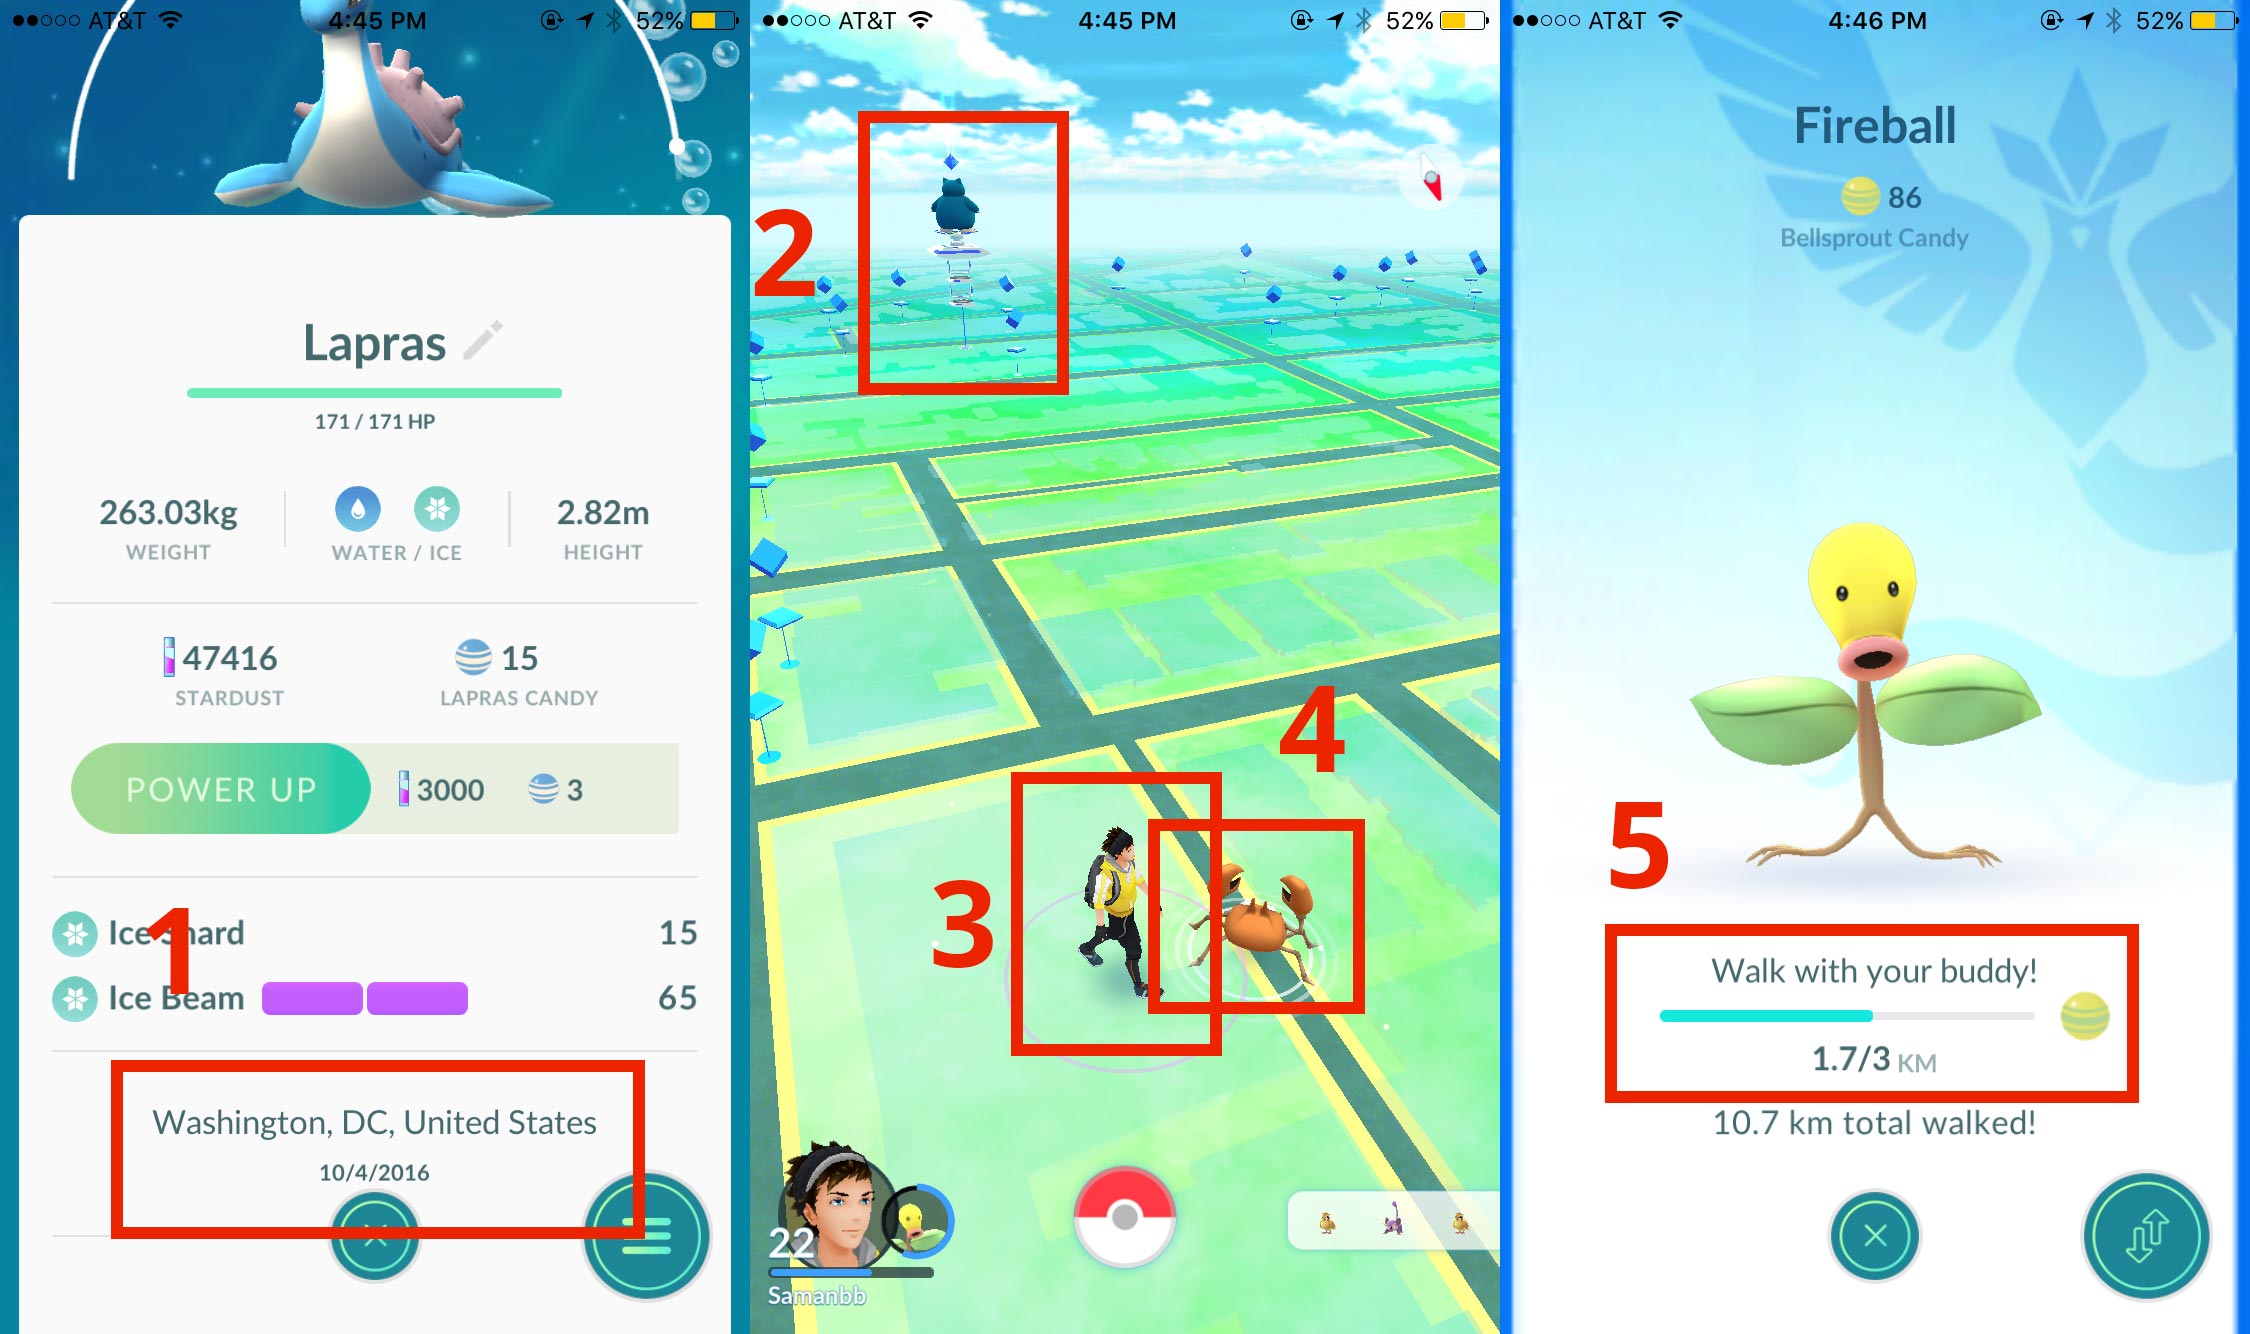 ●●○○○ AT&T 4:45 PM 52%
Lapras
171 / 171 HP
263.03kg
WEIGHT
WATER / ICE
2.82m
HEIGHT
47416
STARDUST
15
LAPRAS CANDY
POWER UP 3000 3
Ice Shard 15
1
Ice Beam 65
Washington, DC, United States
10/4/2016
●●○○○ AT&T 4:45 PM 52%
2
4
3
22
Samanbb
●●○○○ AT&T 4:46 PM 52%
Fireball
86
Bellsprout Candy
5
Walk with your buddy!
1.7/3 KM
10.7 km total walked!